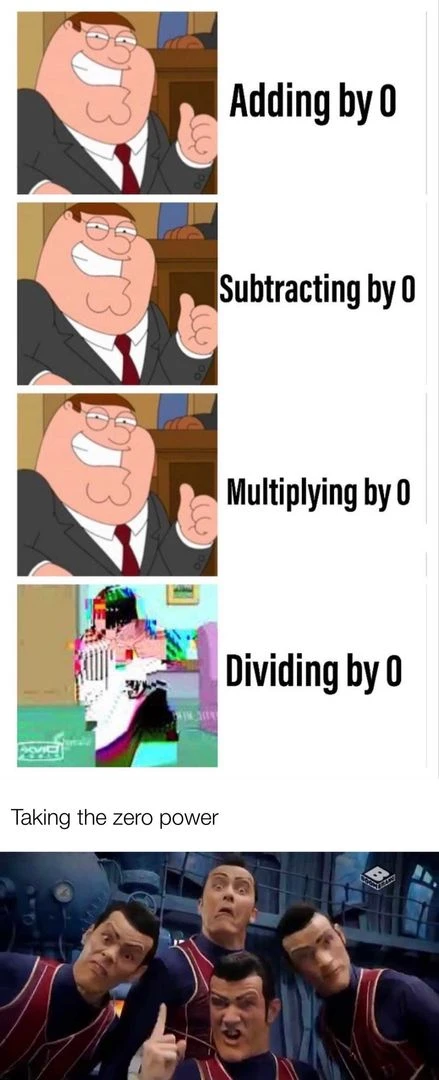 Adding by 0
Subtracting by 0
Multiplying by 0
Dividing by 0
Taking the zero power